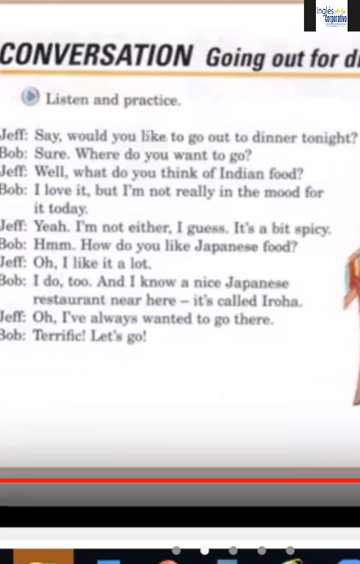 Inglés
Corporativo
CONVERSATION Going out for
Listen and practice.
Jeff: Say, would you like to go out to dinner tonight?
Bob: Sure. Where do you want to go?
Jeff: Well, what do you think of Indian food?
Bob: I love it, but I'm not really in the mood for
it today.
Jeff: Yeah. I'm not either, I guess. It's a bit spicy.
Bob: Hmm. How do you like Japanese food?
Jeff: Oh, I like it a lot.
Bob: I do, too. And I know a nice Japanese
restaurant near here – it's called Iroha.
Jeff: Oh, I've always wanted to go there.
Bob: Terrific! Let's go!